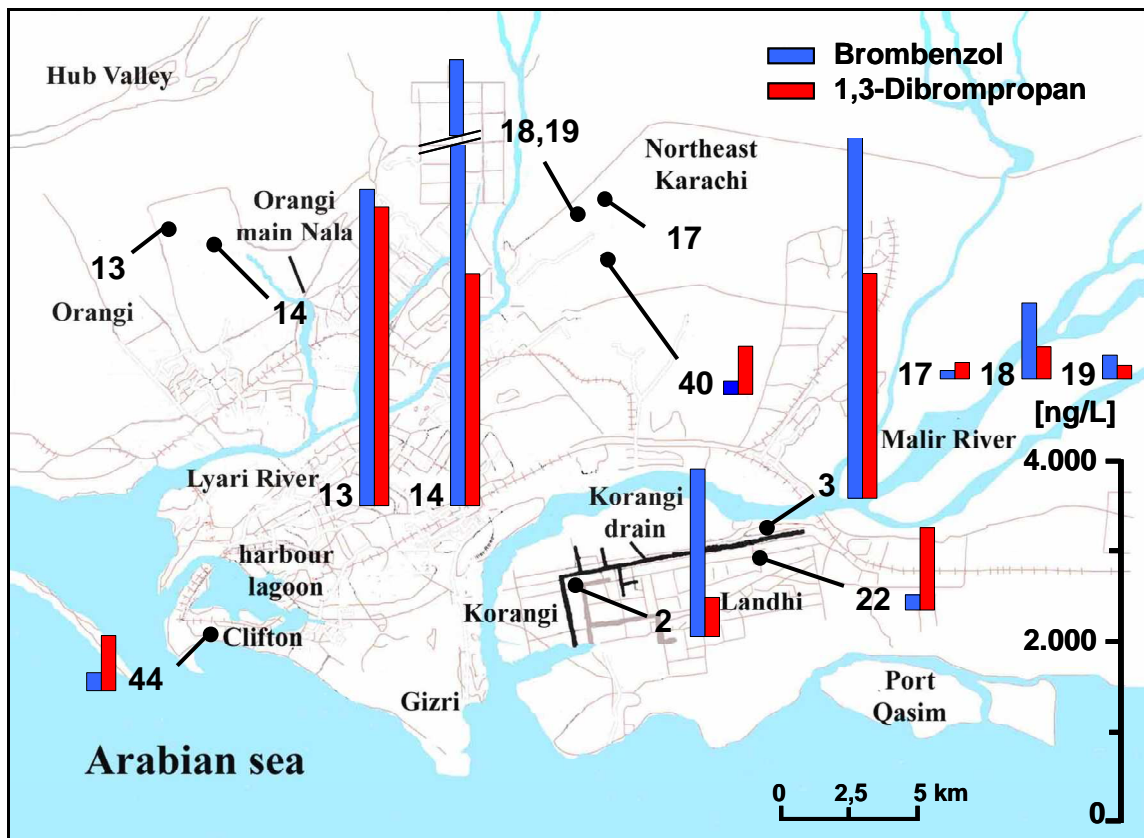 Hub Valley
Brombenzol
1,3-Dibrompropan
18,19
Northeast
Karachi
Orangi
main Nala
17
13
Orangi
14
40
17
18
19
[ng/L]
Malir River
4.000
Lyari River
13
14
Korangi
drain
3
harbour
lagoon
Korangi
2
Landhi
22
2.000
44
Clifton
Gizri
Port
Qasim
Arabian sea
0
2,5
5 km
0